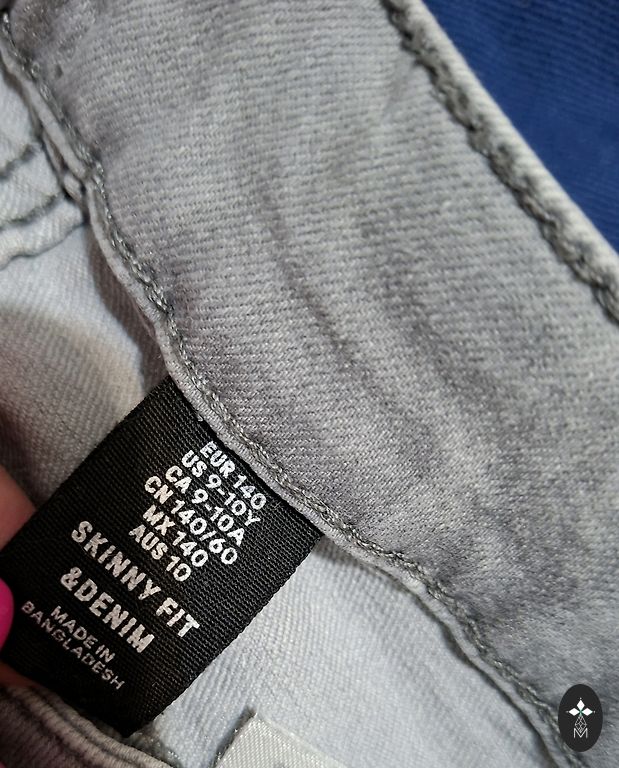 EUR 140
US 9-10Y
CA 9-10A
CN 140/60
MX 140
AUS 10
SKINNY FIT
&DENIM
MADE IN
BANGLADESH
M